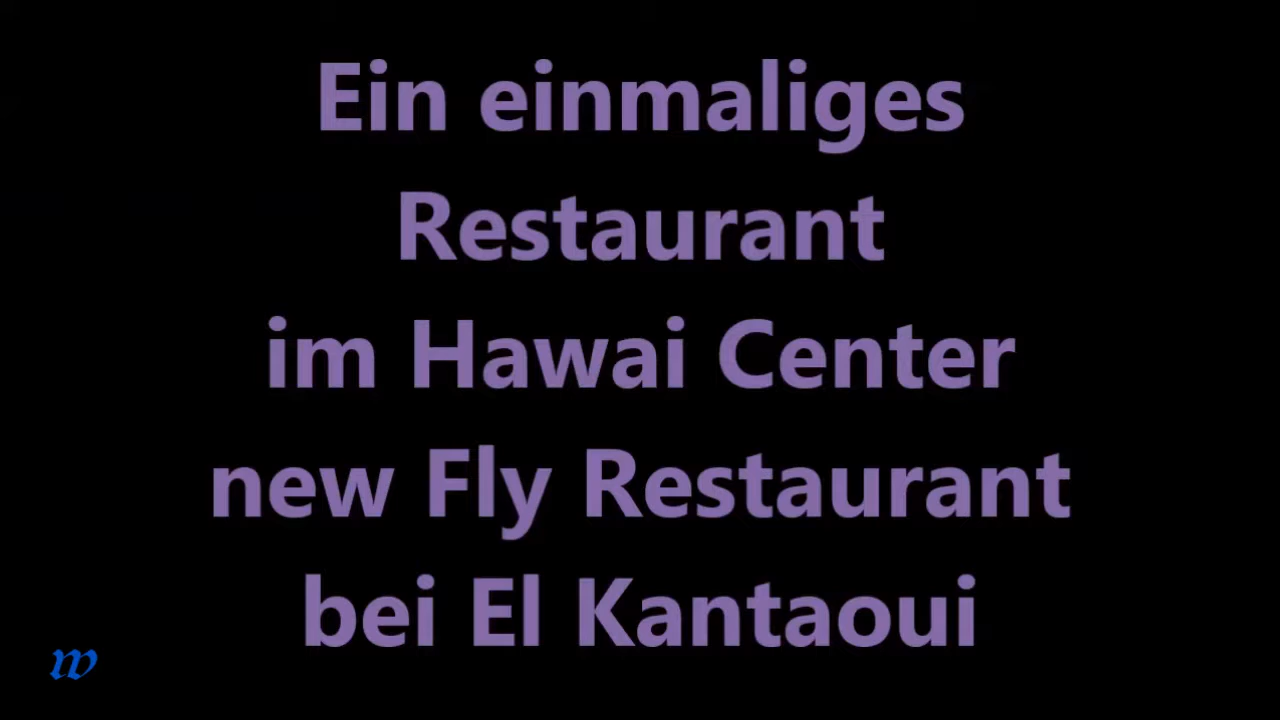 Ein einmaliges
Restaurant
im Hawai Center
new Fly Restaurant
bei El Kantaoui
w